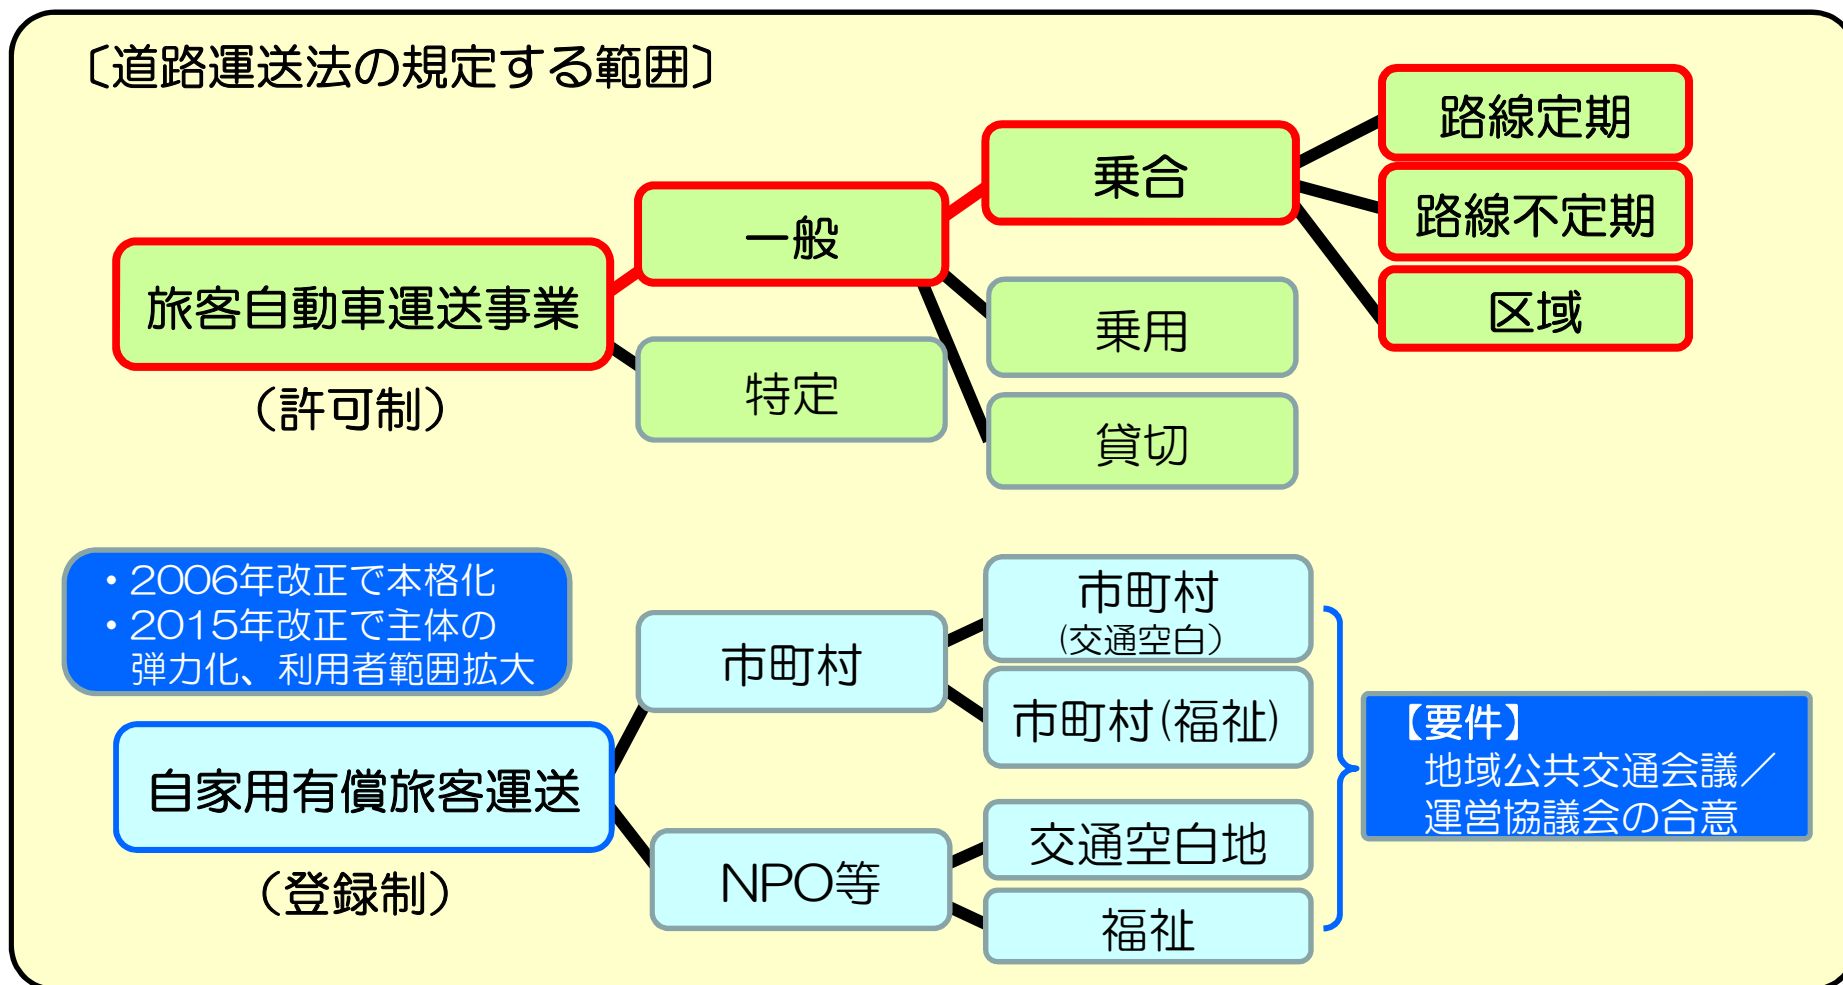 〔道路運送法の規定する範囲〕
旅客自動車運送事業
（許可制）
一般
特定
乗合
乗用
貸切
路線定期
路線不定期
区域
・2006年改正で本格化
・2015年改正で主体の
弾力化、利用者範囲拡大
自家用有償旅客運送
（登録制）
市町村
NPO等
市町村
(交通空白）
市町村(福祉)
交通空白地
福祉
【要件】
地域公共交通会議／
運営協議会の合意